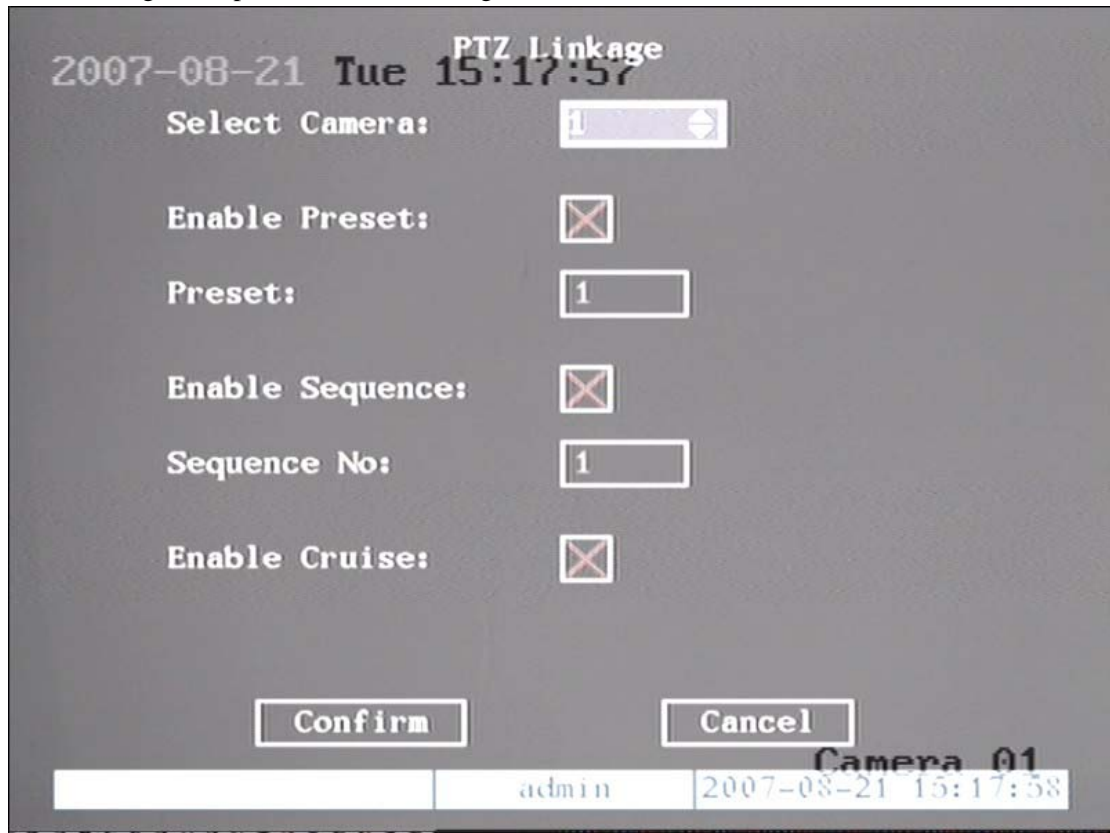 PTZ Linkage
2007-08-21 Tue 15:17:57
Select Camera: 1
Enable Preset:
Preset: 1
Enable Sequence:
Sequence No: 1
Enable Cruise:
Confirm Cancel
Camera 01
admin 2007-08-21 15:17:58